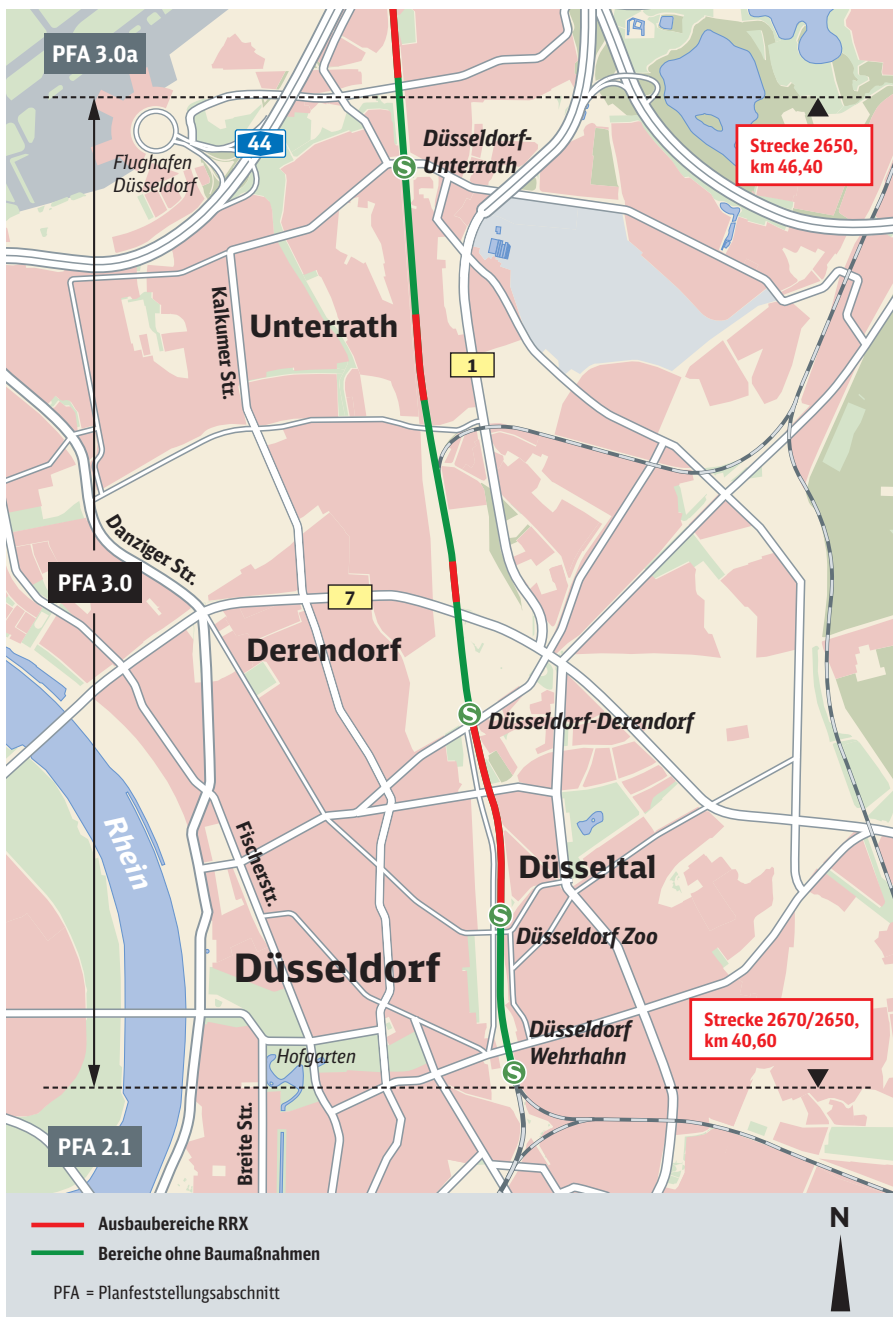 PFA 3.0a
44
Flughafen
Düsseldorf
Düsseldorf-
Unterrath
Strecke 2650,
km 46,40
Kalkumer Str.
Unterrath
1
Danziger Str.
PFA 3.0
7
Derendorf
S
Düsseldorf-Derendorf
Rhein
Fischerstr.
Düsseltal
S
Düsseldorf Zoo
Düsseldorf
Strecke 2670/2650,
km 40,60
Düsseldorf
Wehrhahn
S
Hofgarten
Breite Str.
PFA 2.1
S
Ausbaubereiche RRX
Bereiche ohne Baumaßnahmen
PFA = Planfeststellungsabschnitt
N